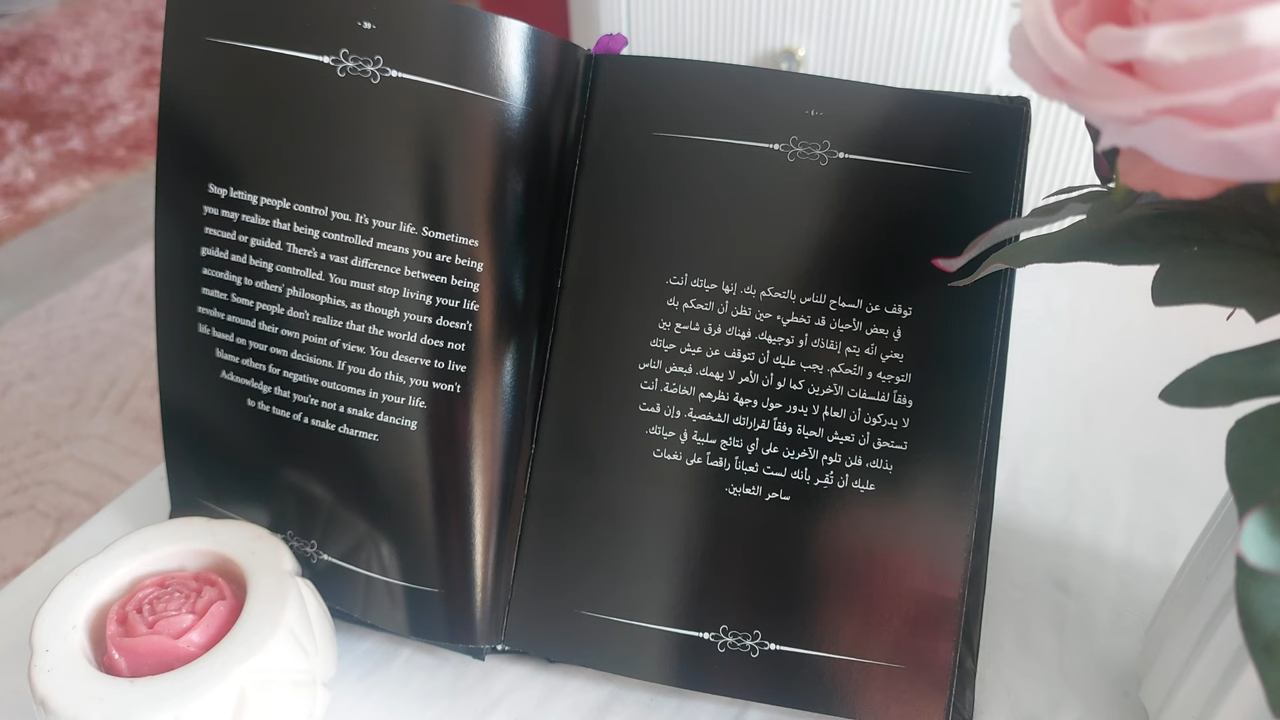 - 39 -
Stop letting people control you. It's your life. Sometimes
you may realize that being controlled means you are being
rescued or guided. There's a vast difference between being
guided and being controlled. You must stop living your life
according to others' philosophies, as though yours doesn't
matter. Some people don't realize that the world does not
revolve around their own point of view. You deserve to live
life based on your own decisions. If you do this, you won't
blame others for negative outcomes in your life.
Acknowledge that you're not a snake dancing
to the tune of a snake charmer.
- ٤٠ -
توقف عن السماح للناس بالتحكم بك. إنها حياتك أنت.
في بعض الأحيان قد تخطيء حين تظن أن التحكم بك
يعني انّه يتم إنقاذك أو توجيهك. فهناك فرق شاسع بين
التوجيه و التّحكم. يجب عليك أن تتوقف عن عيش حياتك
وفقاً لفلسفات الآخرين كما لو أن الأمر لا يهمك. فبعض الناس
لا يدركون أن العالم لا يدور حول وجهة نظرهم الخاصّة. أنت
تستحق أن تعيش الحياة وفقاً لقراراتك الشخصية. وإن قمت
بذلك، فلن تلوم الآخرين على أي نتائج سلبية في حياتك.
عليك أن تُقِـر بأنك لست ثعباناً راقصاً على نغمات
ساحر الثعابين.